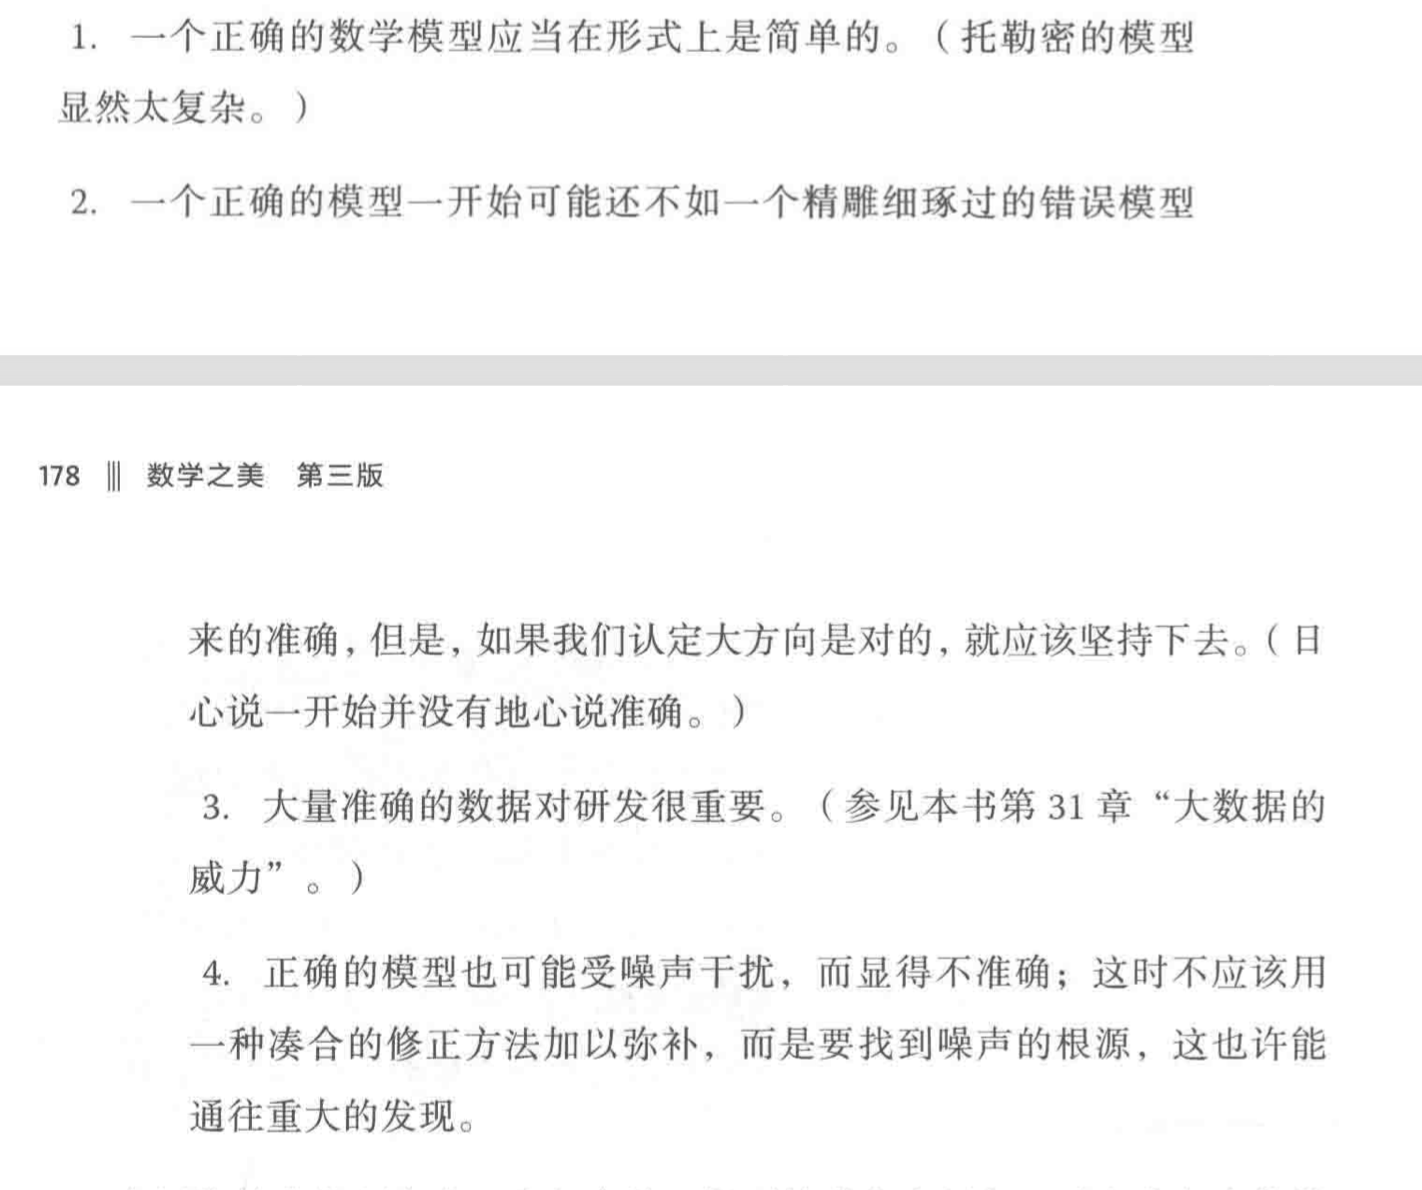 1. 一个正确的数学模型应当在形式上是简单的。（托勒密的模型
显然太复杂。）
2. 一个正确的模型一开始可能还不如一个精雕细琢过的错误模型
178 ||| 数学之美 第三版
来的准确，但是，如果我们认定大方向是对的，就应该坚持下去。（日
心说一开始并没有地心说准确。）
3. 大量准确的数据对研发很重要。（参见本书第 31 章“大数据的
威力”。）
4. 正确的模型也可能受噪声干扰，而显得不准确；这时不应该用
一种凑合的修正方法加以弥补，而是要找到噪声的根源，这也许能
通往重大的发现。